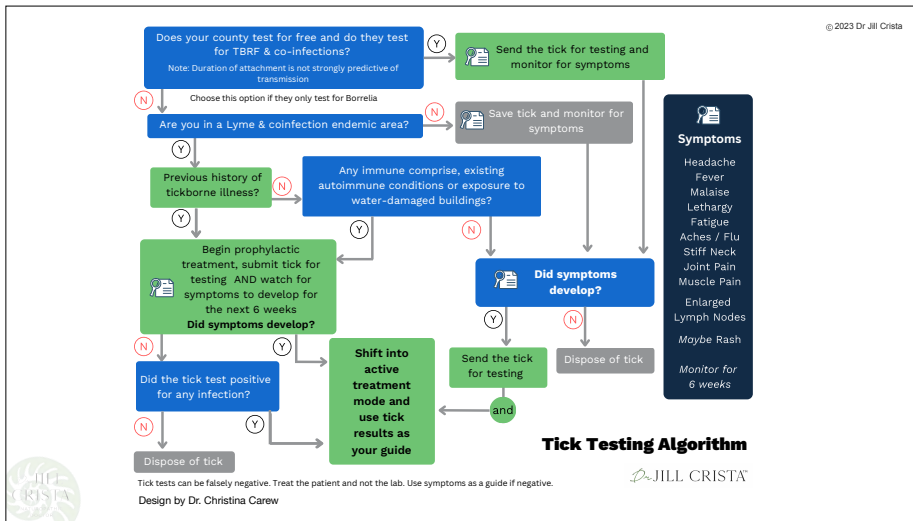 © 2023 Dr Jill Crista
Does your county test for free and do they test
for TBRF & co-infections?
Note: Duration of attachment is not strongly predictive of
transmission
Y
Send the tick for testing and
monitor for symptoms
N
Choose this option if they only test for Borrelia
Are you in a Lyme & coinfection endemic area?
N
Save tick and monitor for
symptoms
Y
Previous history of
tickborne illness?
N
Any immune comprise, existing
autoimmune conditions or exposure to
water-damaged buildings?
Y
Y
N
Begin prophylactic
treatment, submit tick for
testing AND watch for
symptoms to develop for
the next 6 weeks
Did symptoms develop?
Did symptoms
develop?
N
Y
Y
N
Shift into
active
treatment
mode and
use tick
results as
your guide
Send the tick
for testing
and
Dispose of tick
Did the tick test positive
for any infection?
N
Y
Dispose of tick
Symptoms
Headache
Fever
Malaise
Lethargy
Fatigue
Aches / Flu
Stiff Neck
Joint Pain
Muscle Pain
Enlarged
Lymph Nodes
Maybe Rash
Monitor for
6 weeks
Tick Testing Algorithm
Dr JILL CRISTA™
Tick tests can be falsely negative. Treat the patient and not the lab. Use symptoms as a guide if negative.
Design by Dr. Christina Carew
JILL
CRISTA